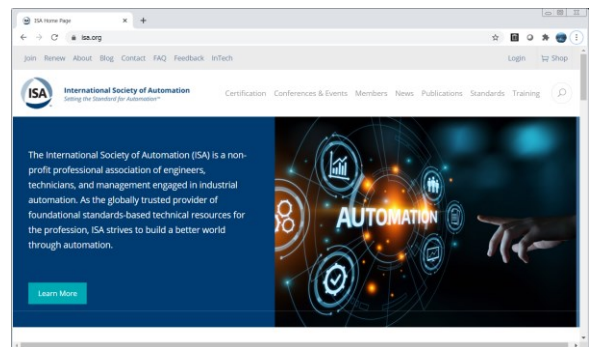 ISA Home Page
isa.org
Join Renew About Blog Contact FAQ Feedback InTech
Login Shop
ISA
International Society of Automation
Setting the Standard for Automation™
Certification Conferences & Events Members News Publications Standards Training
The International Society of Automation (ISA) is a non-
profit professional association of engineers,
technicians, and management engaged in industrial
automation. As the globally trusted provider of
foundational standards-based technical resources for
the profession, ISA strives to build a better world
through automation.
Learn More
AUTOMATION